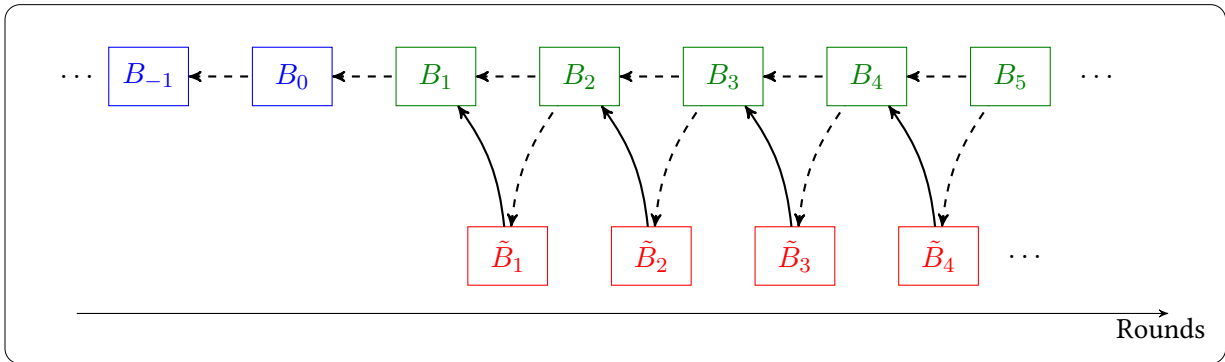 ⋯ B₋₁ B₀ B₁ B₂ B₃ B₄ B₅ ⋯
B̃₁ B̃₂ B̃₃ B̃₄ ⋯
Rounds